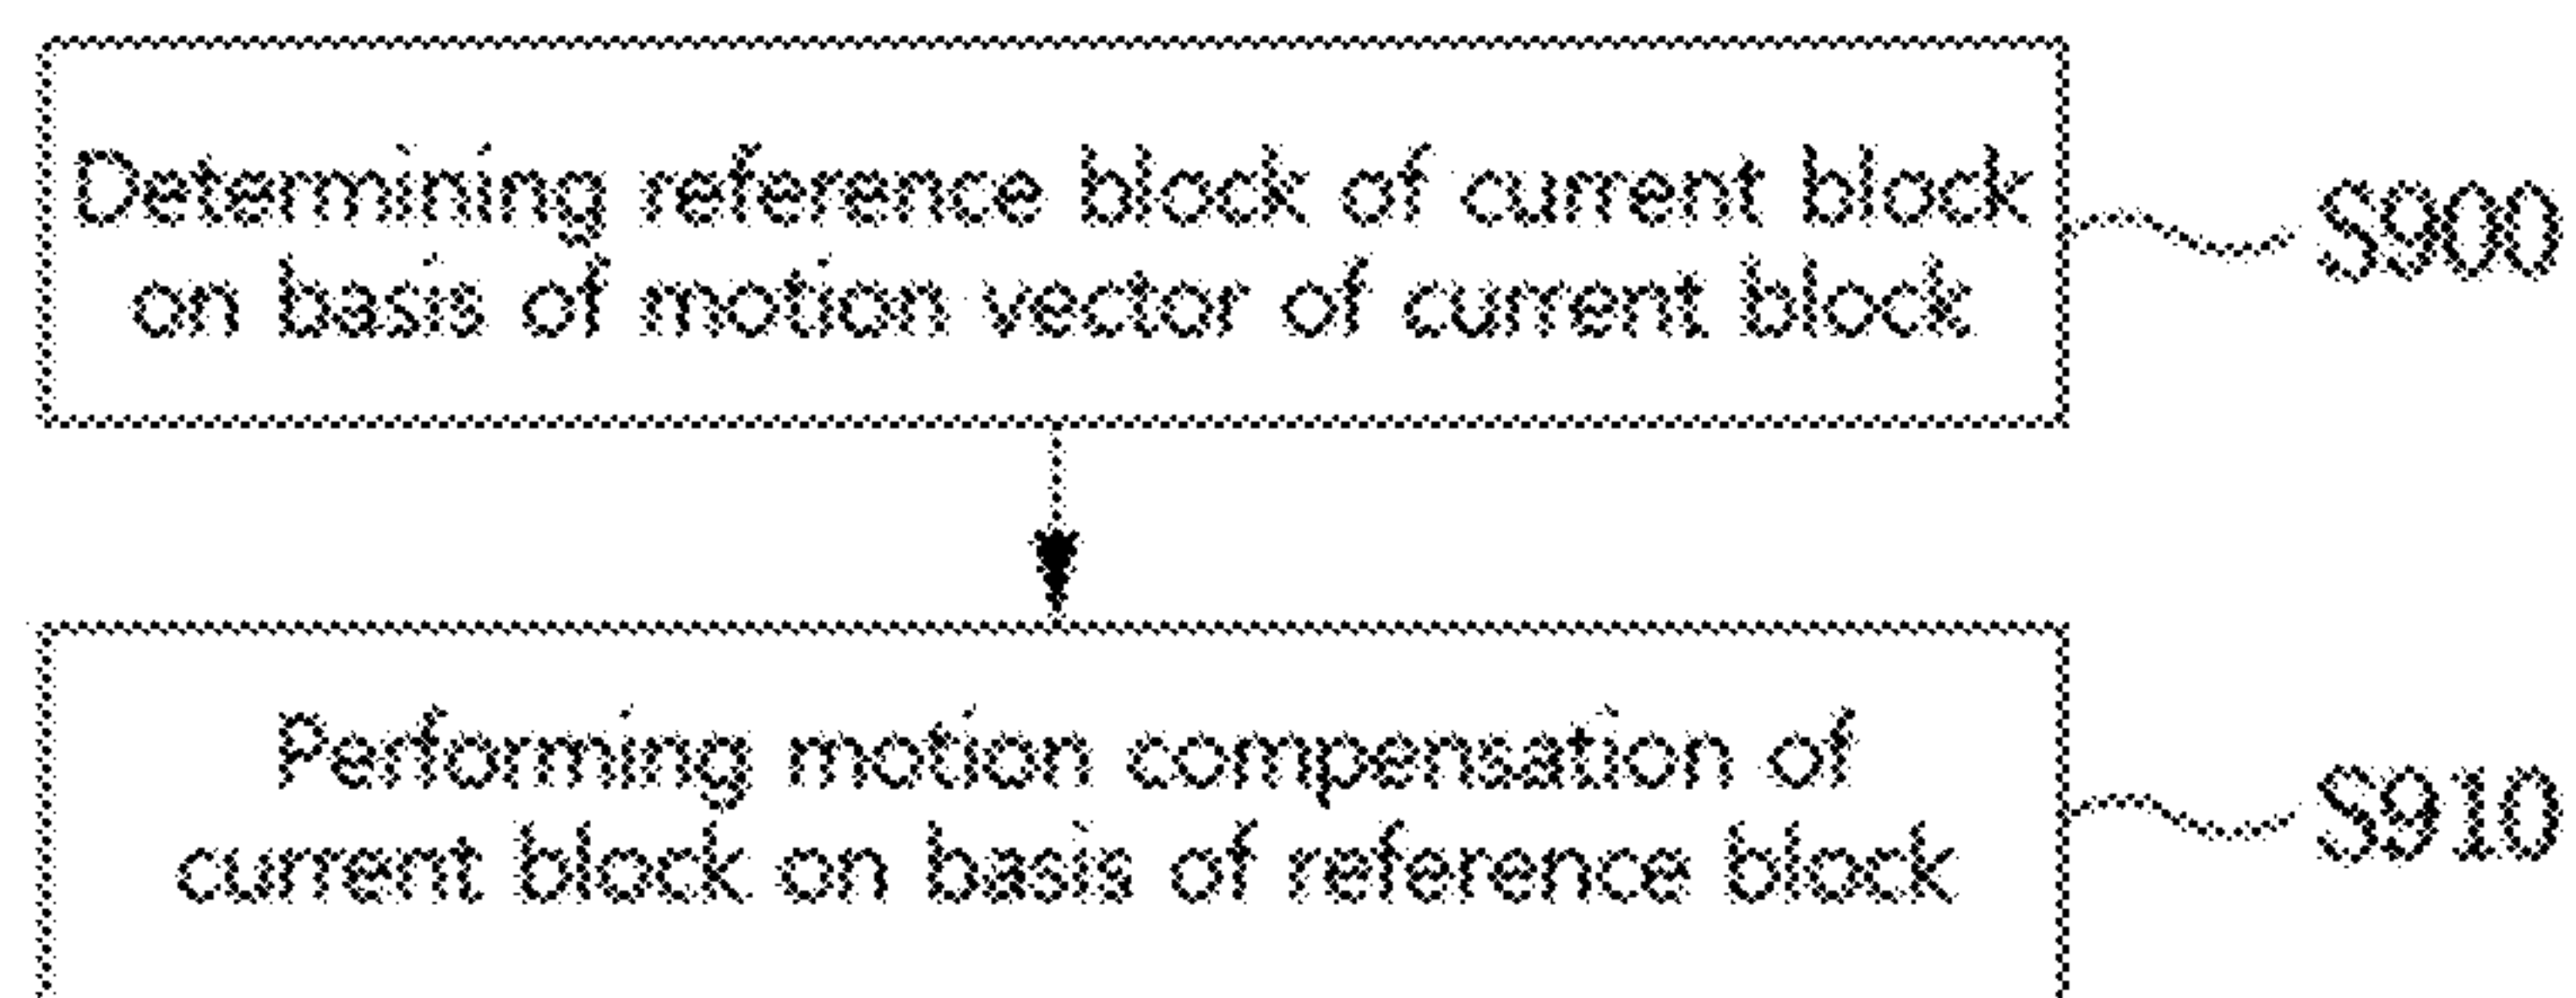 Determining reference block of current block
on basis of motion vector of current block
S900
Performing motion compensation of
current block on basis of reference block
S910